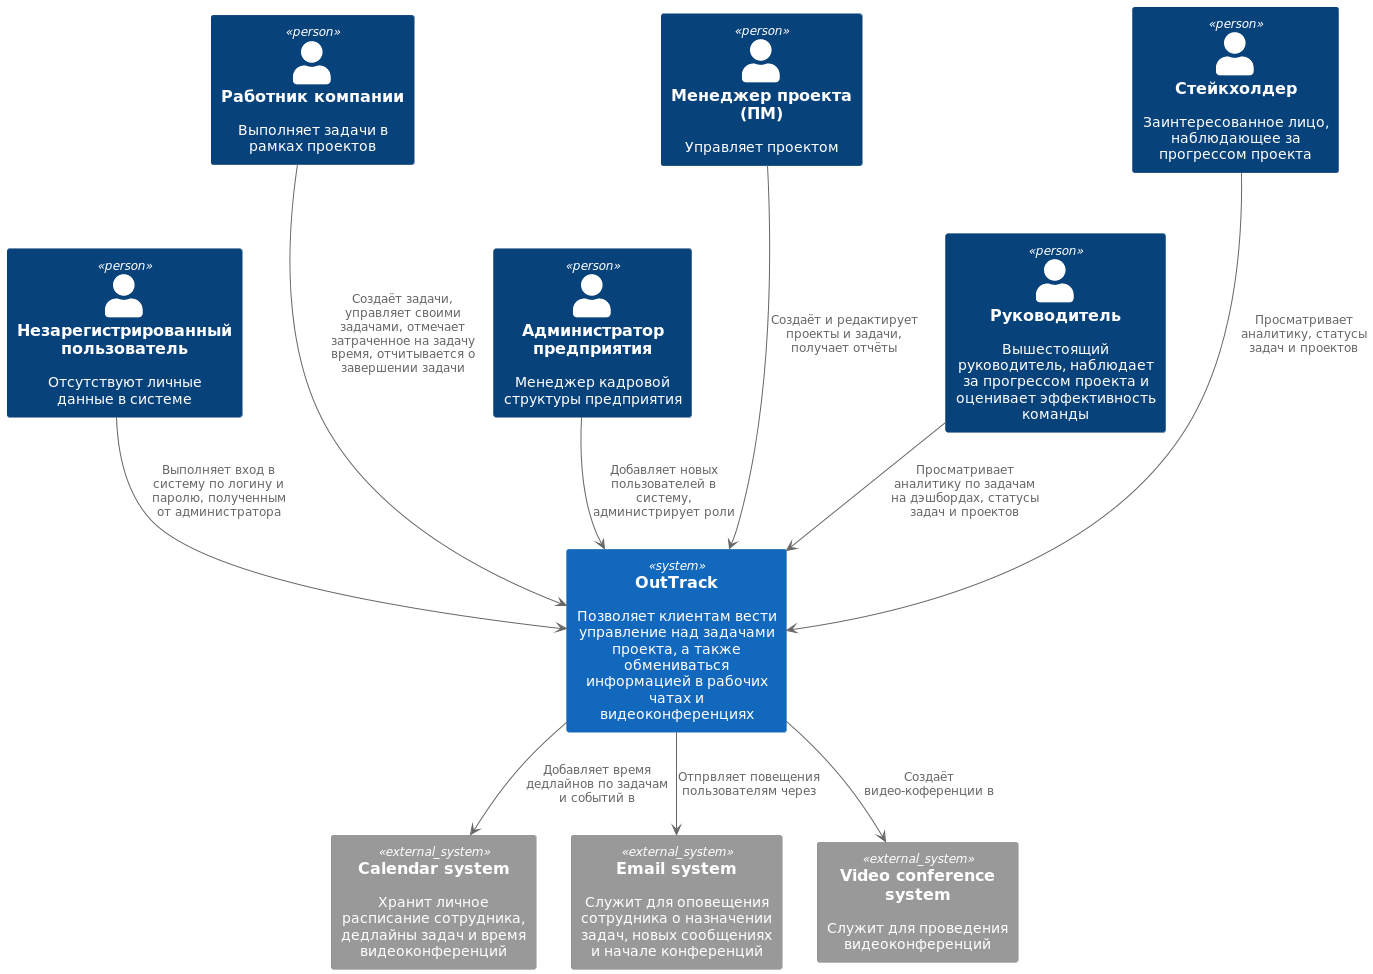 «person»
Работник компании
Выполняет задачи в
рамках проектов
«person»
Менеджер проекта
(ПМ)
Управляет проектом
«person»
Стейкхолдер
Заинтересованное лицо,
наблюдающее за
прогрессом проекта
«person»
Незарегистрированный
пользователь
Отсутствуют личные
данные в системе
Создаёт задачи,
управляет своими
задачами, отмечает
затраченное на задачу
время, отчитывается о
завершении задачи
«person»
Администратор
предприятия
Менеджер кадровой
структуры предприятия
Создаёт и редактирует
проекты и задачи,
получает отчёты
«person»
Руководитель
Вышестоящий
руководитель, наблюдает
за прогрессом проекта и
оценивает эффективность
команды
Просматривает
аналитику, статусы
задач и проектов
Выполняет вход в
систему по логину и
паролю, полученным
от администратора
Добавляет новых
пользователей в
систему,
администрирует роли
Просматривает
аналитику по задачам
на дэшбордах, статусы
задач и проектов
«system»
OutTrack
Позволяет клиентам вести
управление над задачами
проекта, а также
обмениваться
информацией в рабочих
чатах и
видеоконференциях
Добавляет время
дедлайнов по задачам
и событий в
Отпрвляет повещения
пользователям через
Создаёт
видео-коференции в
«external_system»
Calendar system
Хранит личное
расписание сотрудника,
дедлайны задач и время
видеоконференций
«external_system»
Email system
Служит для оповещения
сотрудника о назначении
задач, новых сообщениях
и начале конференций
«external_system»
Video conference
system
Служит для проведения
видеоконференций